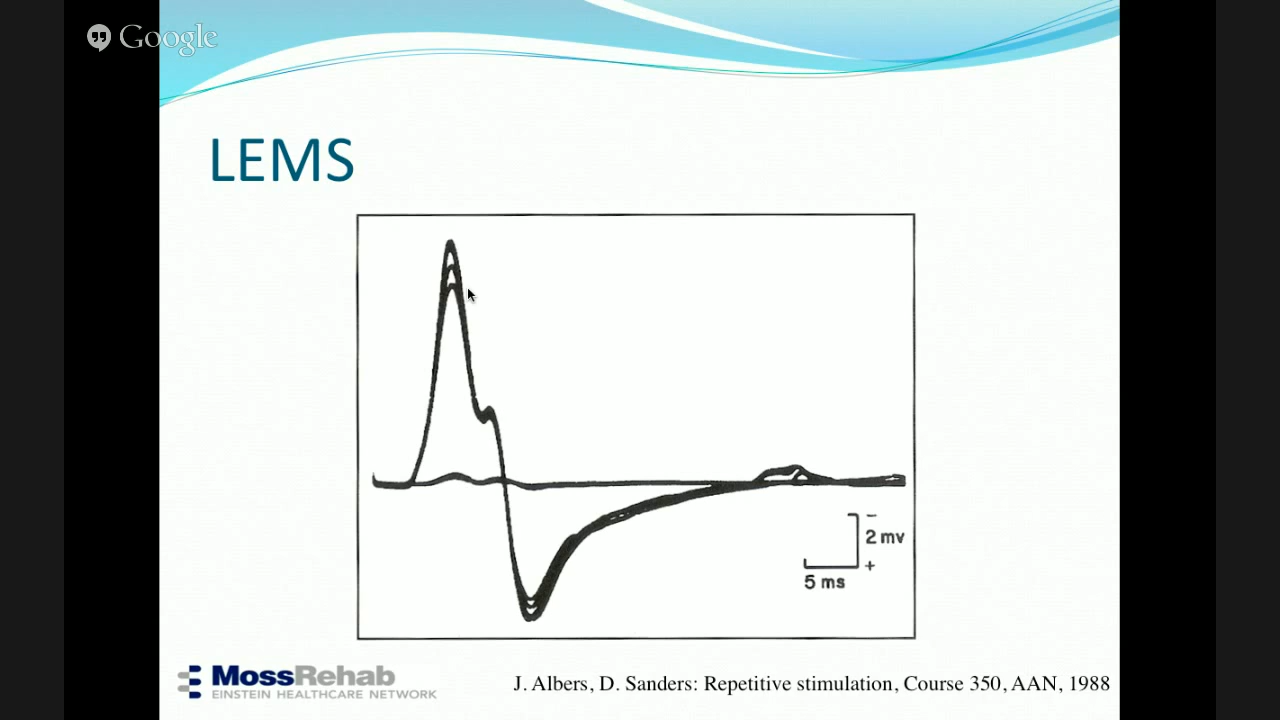 Google
LEMS
−
2 mv
+
5 ms
MossRehab
EINSTEIN HEALTHCARE NETWORK
J. Albers, D. Sanders: Repetitive stimulation, Course 350, AAN, 1988